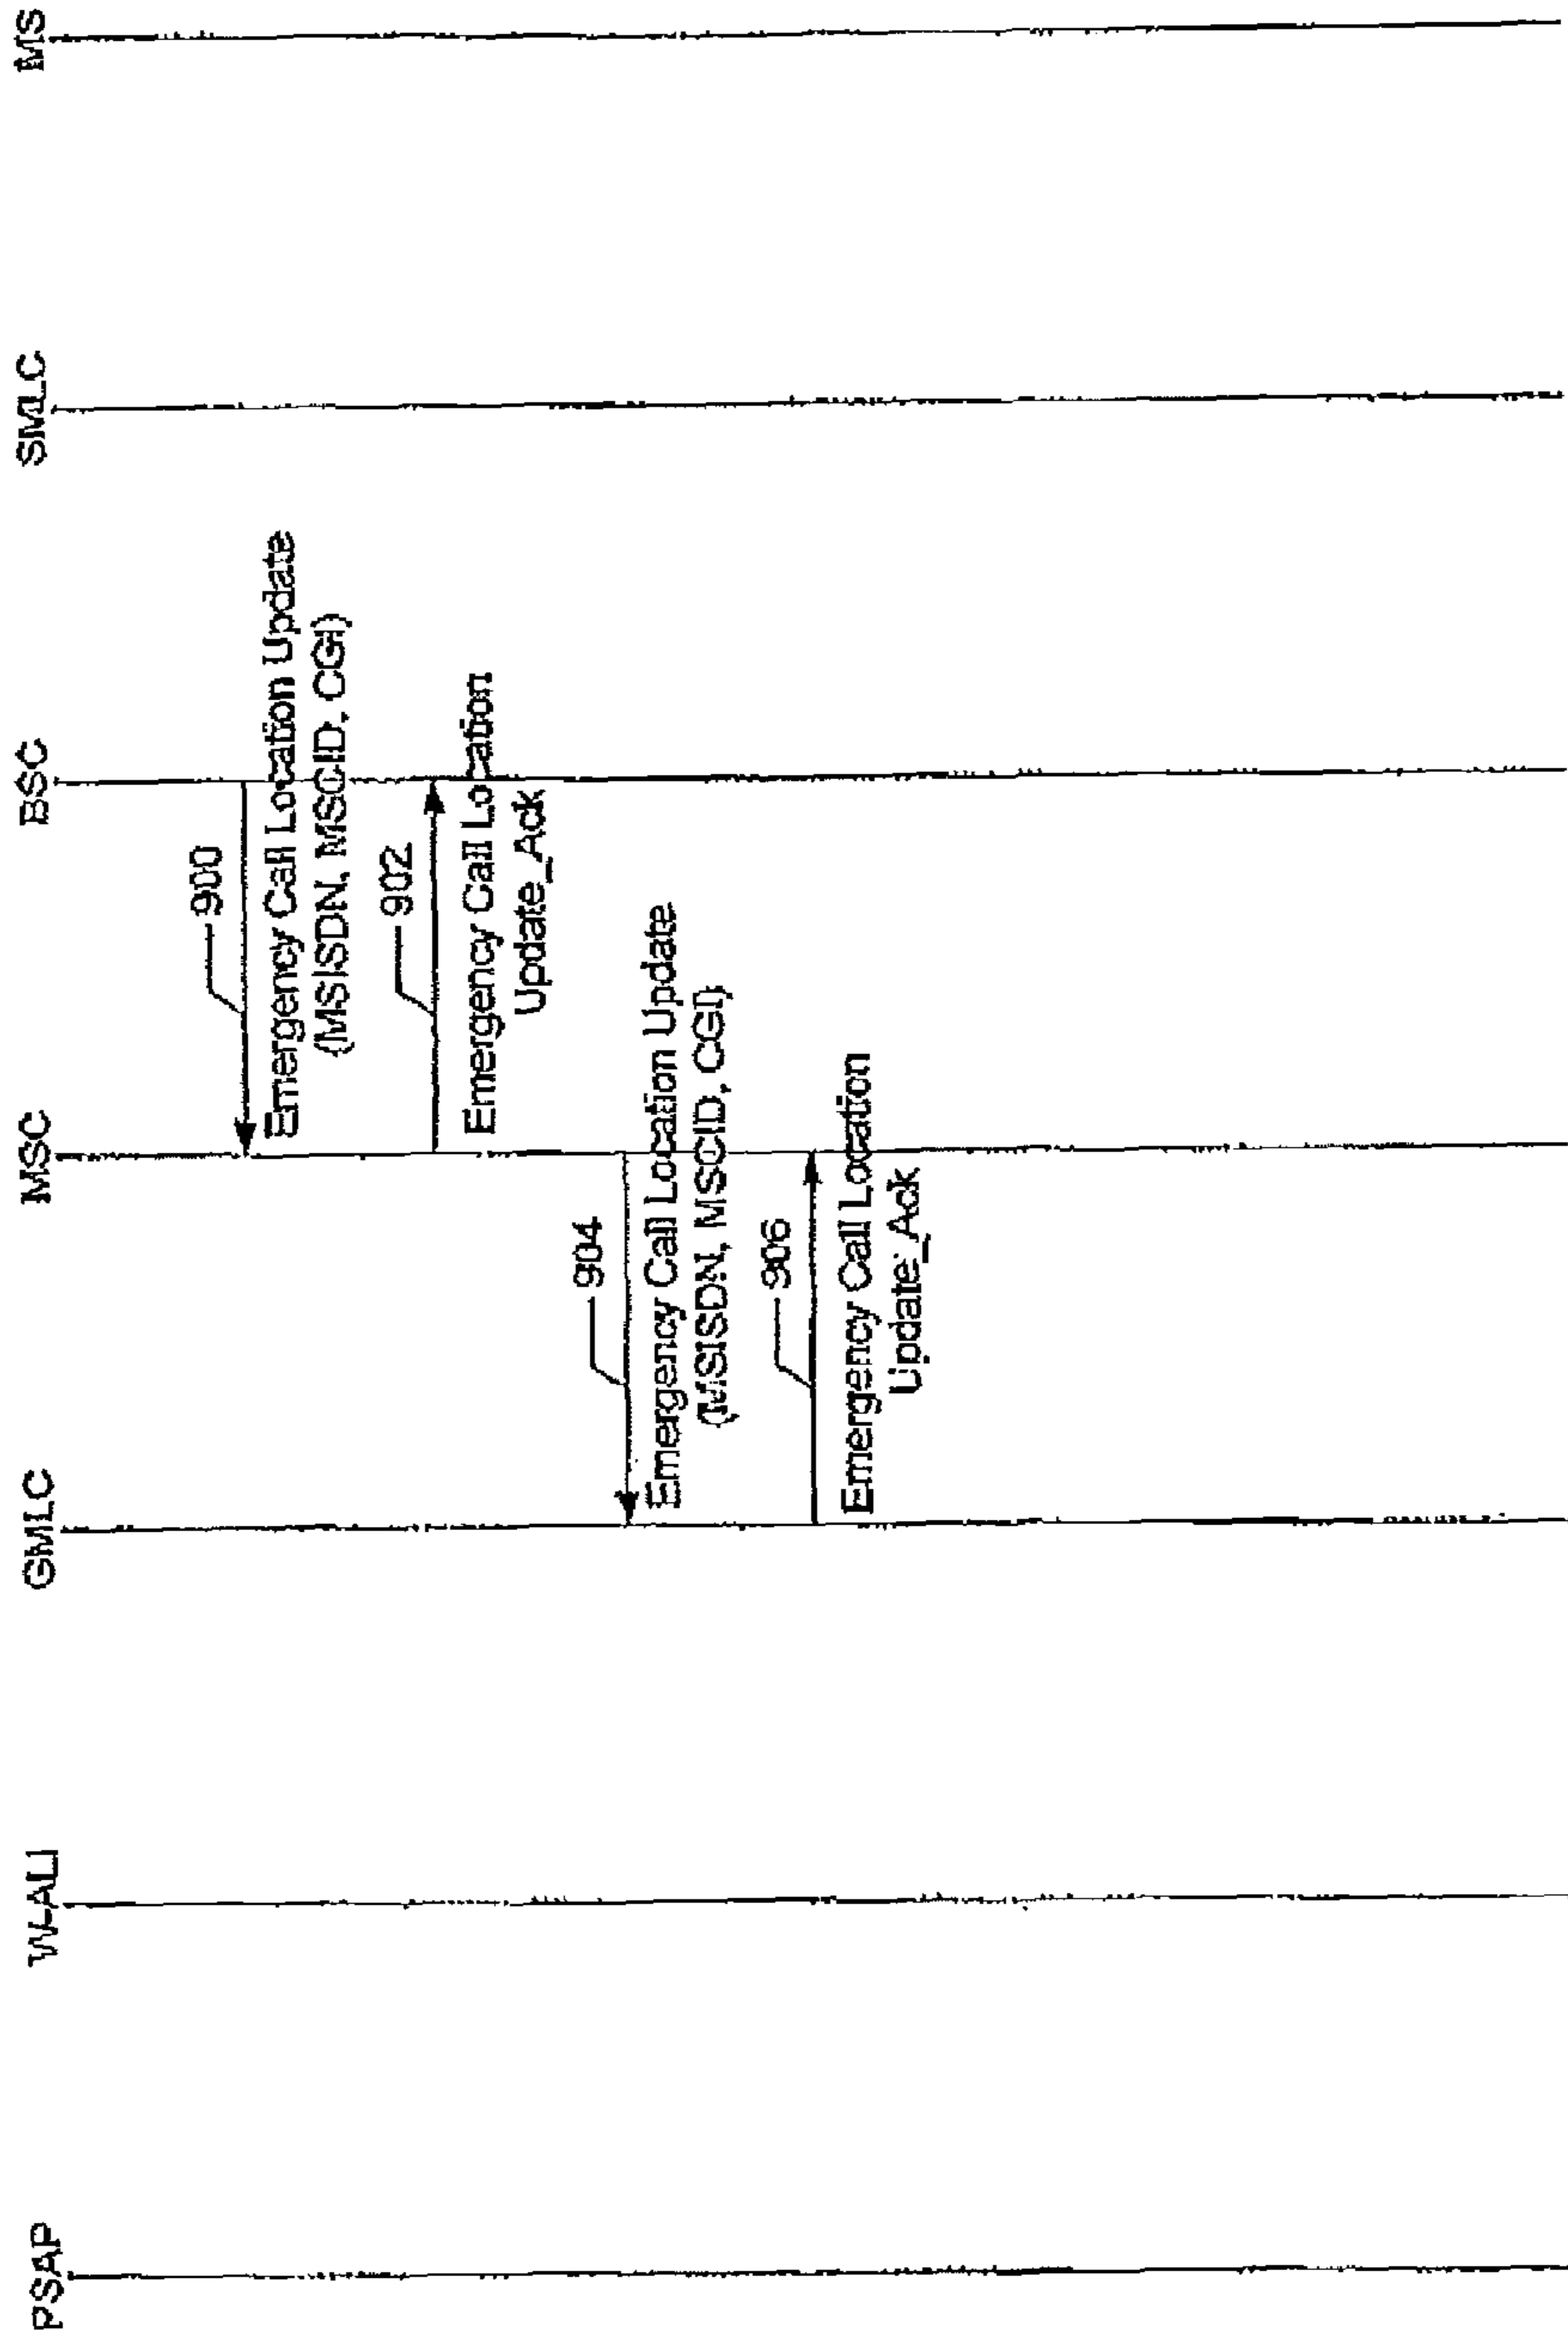 PSAP
W-ALI
GMLC
MSC
BSC
SMLC
MS
900
Emergency Call Location Update
(MSISDN, MSCID, CGI)
902
Emergency Call Location
Update_Ack
904
Emergency Call Location Update
(MSISDN, MSCID, CGI)
906
Emergency Call Location
Update_Ack